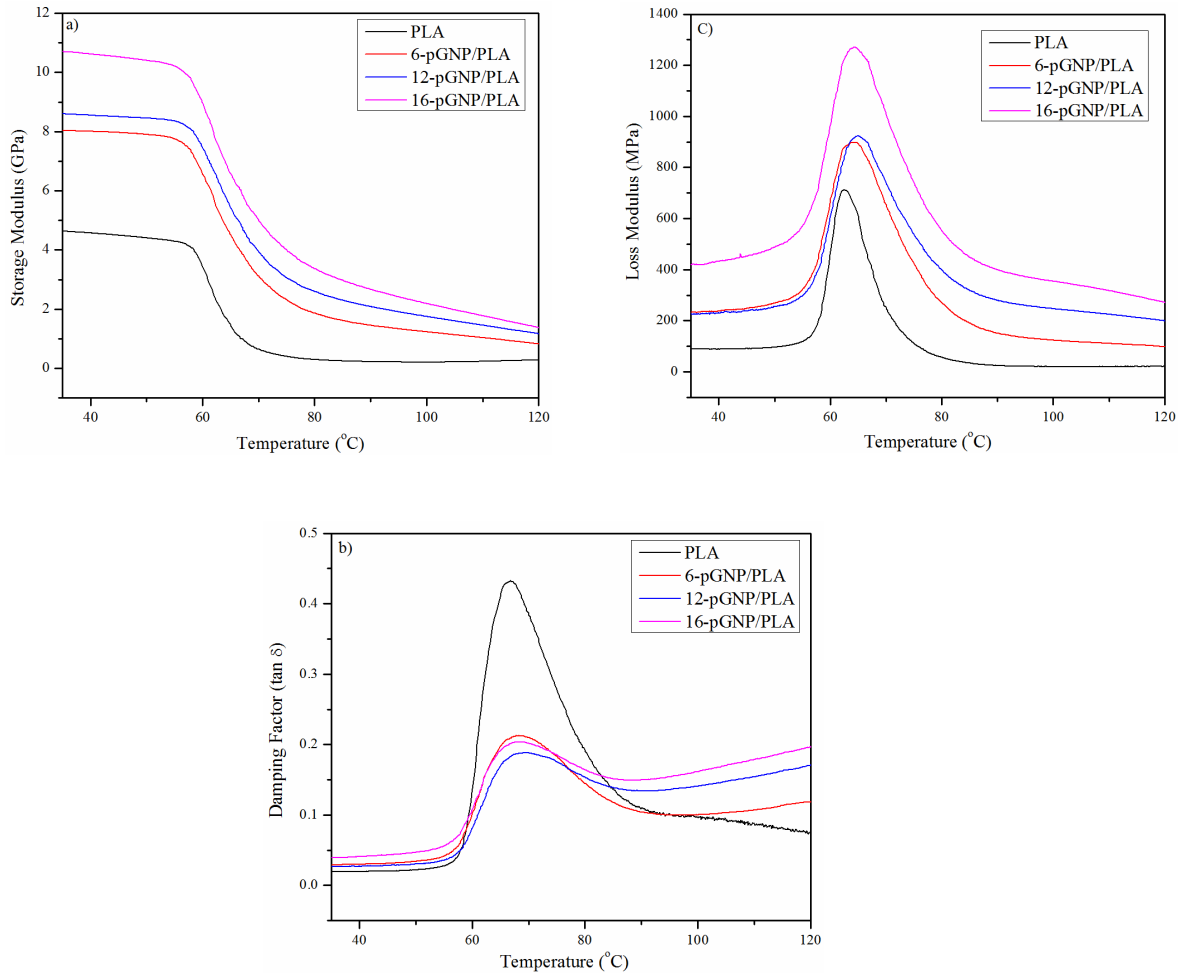 a)
PLA
6-pGNP/PLA
12-pGNP/PLA
16-pGNP/PLA
12
10
8
6
4
2
0
Storage Modulus (GPa)
40 60 80 100 120
Temperature (°C)
C)
PLA
6-pGNP/PLA
12-pGNP/PLA
16-pGNP/PLA
1400
1200
1000
800
600
400
200
0
Loss Modulus (MPa)
40 60 80 100 120
Temperature (°C)
b)
PLA
6-pGNP/PLA
12-pGNP/PLA
16-pGNP/PLA
0.5
0.4
0.3
0.2
0.1
0.0
Damping Factor (tan δ)
40 60 80 100 120
Temperature (°C)